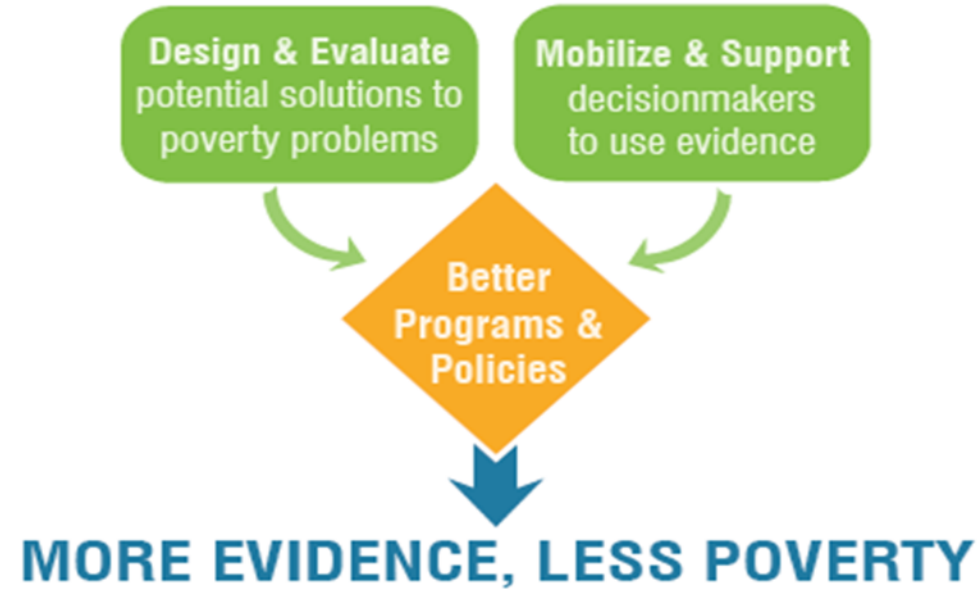 Design & Evaluate
potential solutions to
poverty problems
Mobilize & Support
decisionmakers
to use evidence
Better
Programs &
Policies
MORE EVIDENCE, LESS POVERTY